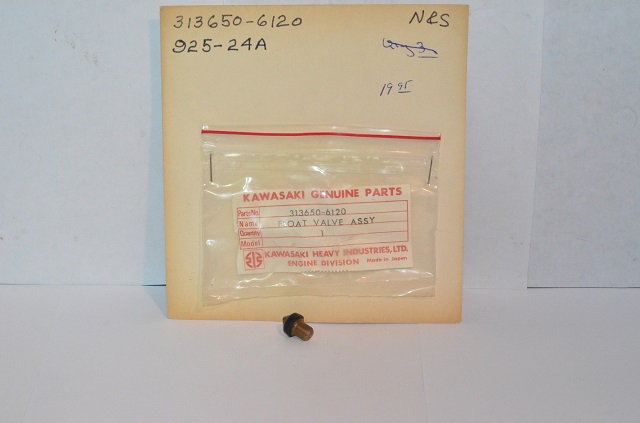 313650-6120 N&S
925-24A
19 95
KAWASAKI GENUINE PARTS
Parts No. 313650-6120
Name FLOAT VALVE ASSY
Quantity 1
Model
KAWASAKI HEAVY INDUSTRIES, LTD.
ENGINE DIVISION Made in Japan